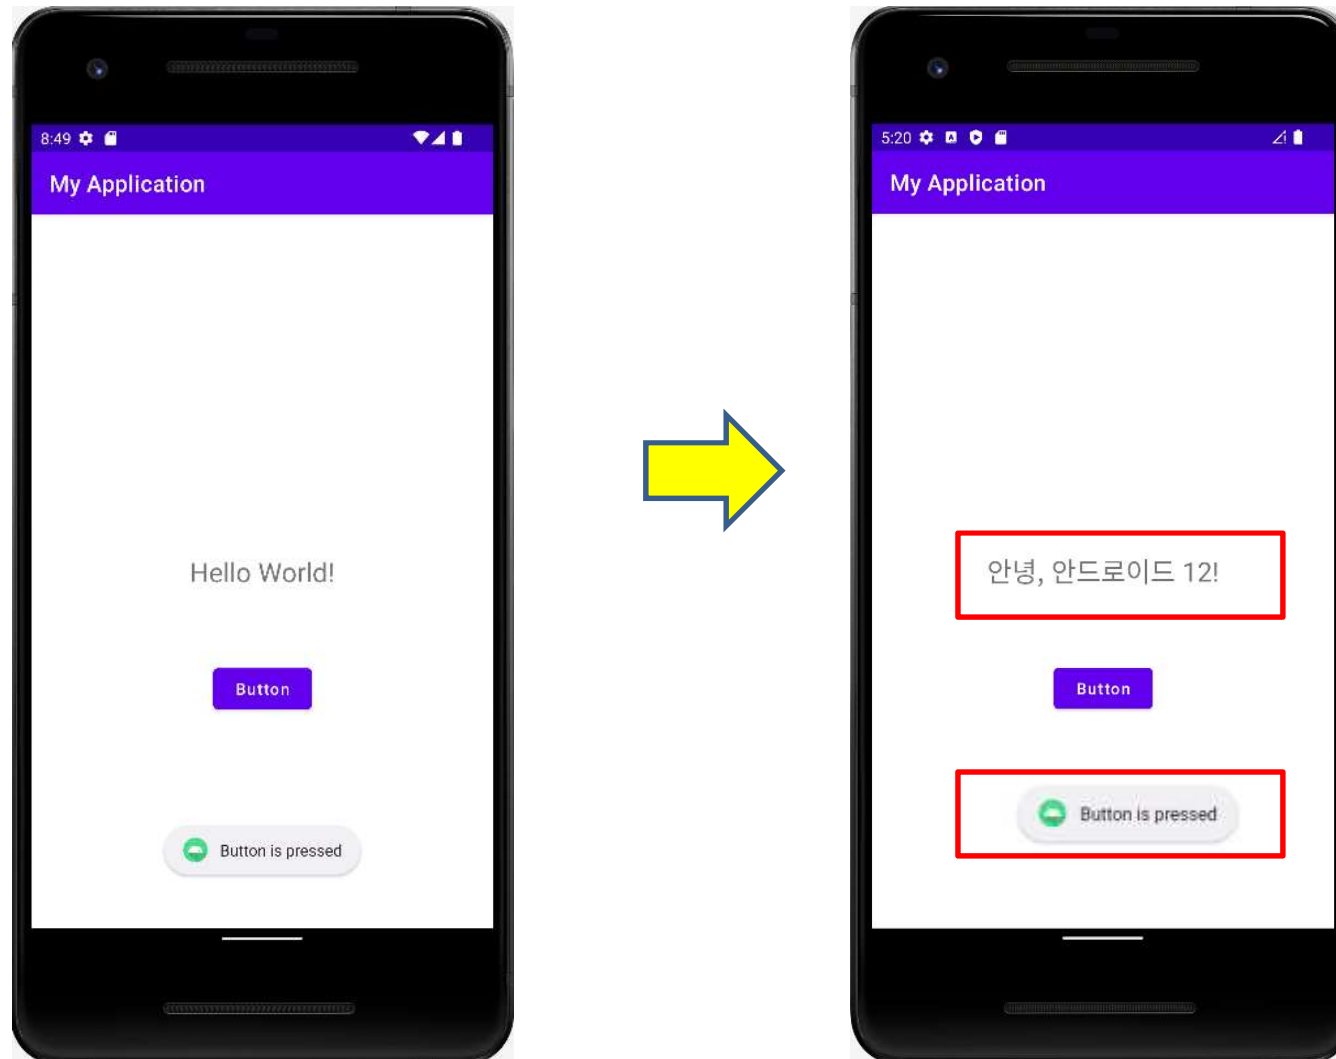 8:49
My Application
Hello World!
Button
Button is pressed
5:20
My Application
안녕, 안드로이드 12!
Button
Button is pressed